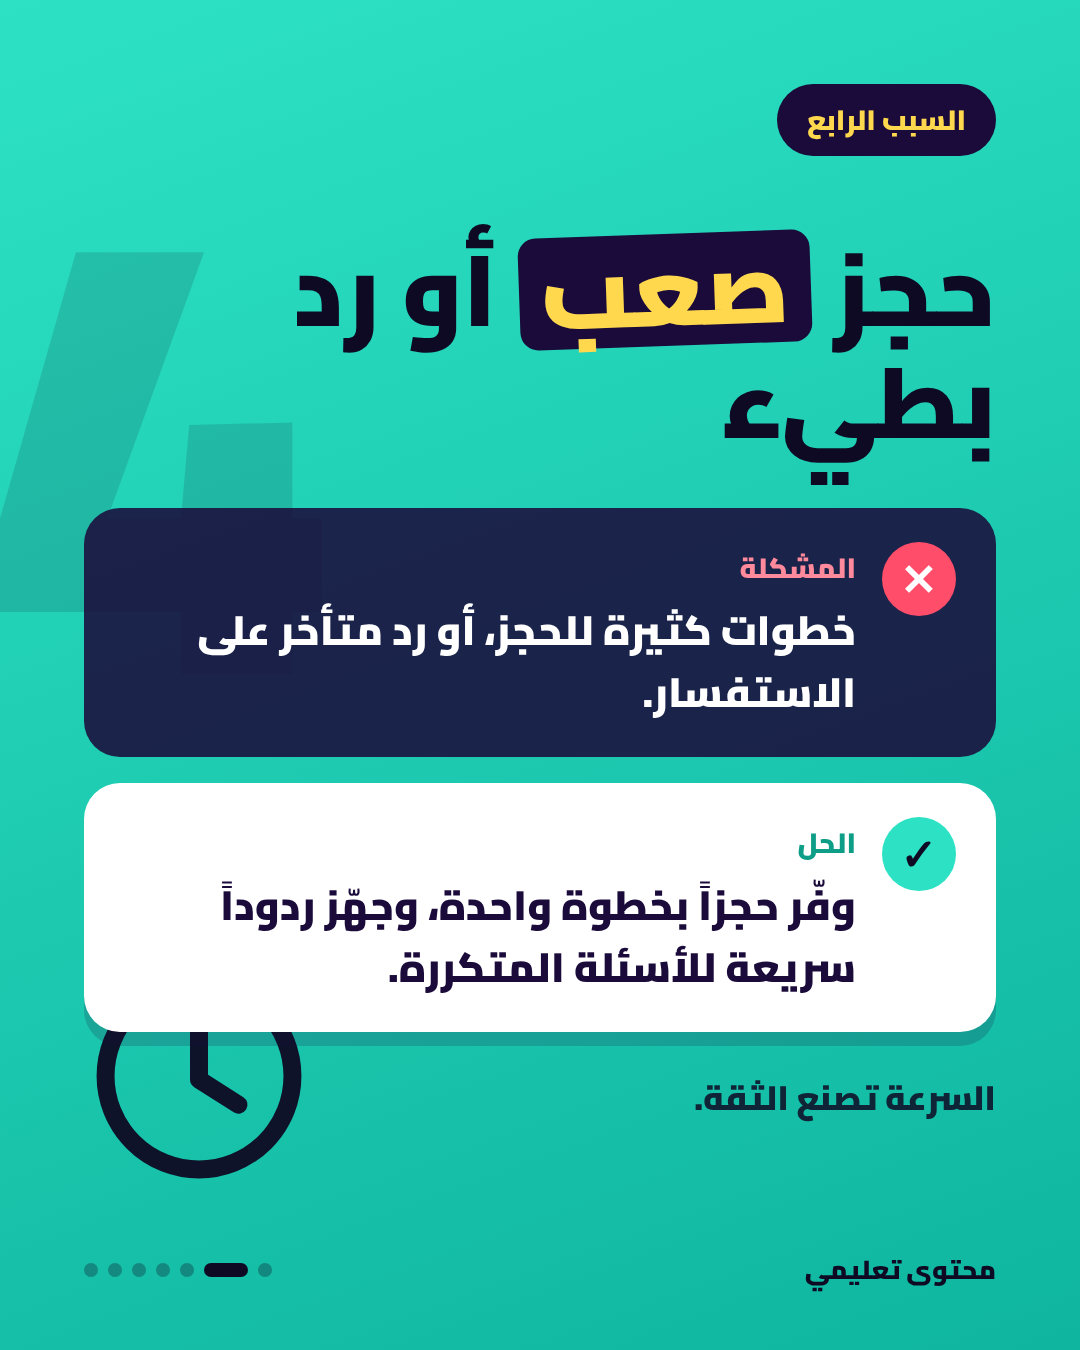 السبب الرابع
4
حجز صعب أو رد
بطيء
المشكلة
خطوات كثيرة للحجز، أو رد متأخر على
الاستفسار.
الحل
وفّر حجزاً بخطوة واحدة، وجهّز ردوداً
سريعة للأسئلة المتكررة.
السرعة تصنع الثقة.
محتوى تعليمي